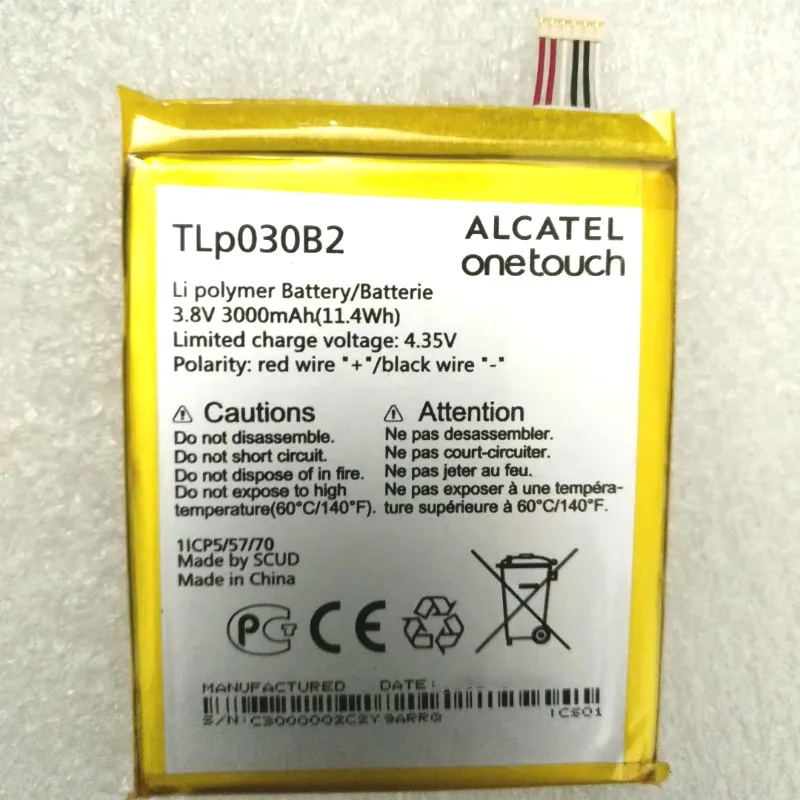 TLp030B2
ALCATEL
onetouch
Li polymer Battery/Batterie
3.8V 3000mAh(11.4Wh)
Limited charge voltage: 4.35V
Polarity: red wire "+"/black wire "-"
Cautions
Do not disassemble.
Do not short circuit.
Do not dispose of in fire.
Do not expose to high
temperature(60°C/140°F).
Attention
Ne pas desassembler.
Ne pas court-circuiter.
Ne pas jeter au feu.
Ne pas exposer à une tempéra-
ture supérieure à 60°C/140°F.
1ICP5/57/70
Made by SCUD
Made in China
PCT
CE
MANUFACTURED DATE:
S/N:C3000002C2Y9ARRG
ICS01